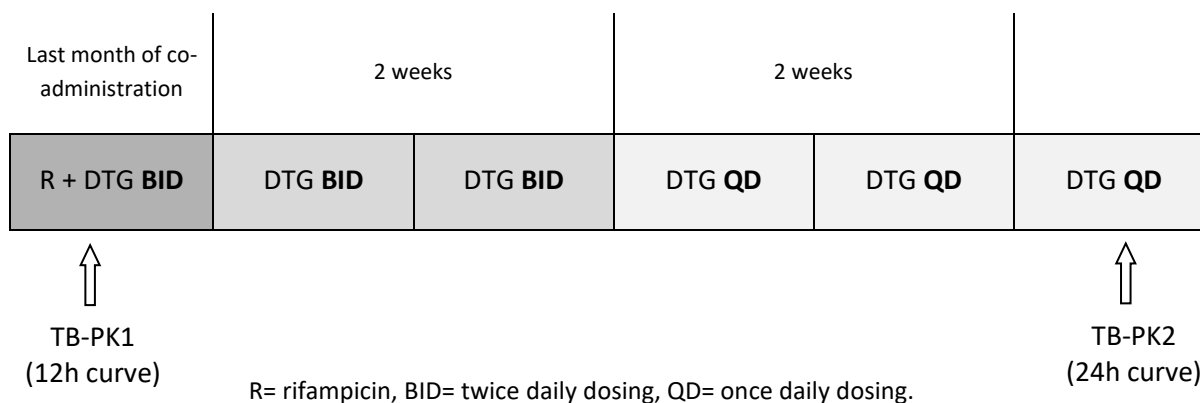 Last month of co-
administration
2 weeks
2 weeks
R + DTG BID
DTG BID
DTG BID
DTG QD
DTG QD
DTG QD
TB-PK1
(12h curve)
TB-PK2
(24h curve)
R= rifampicin, BID= twice daily dosing, QD= once daily dosing.